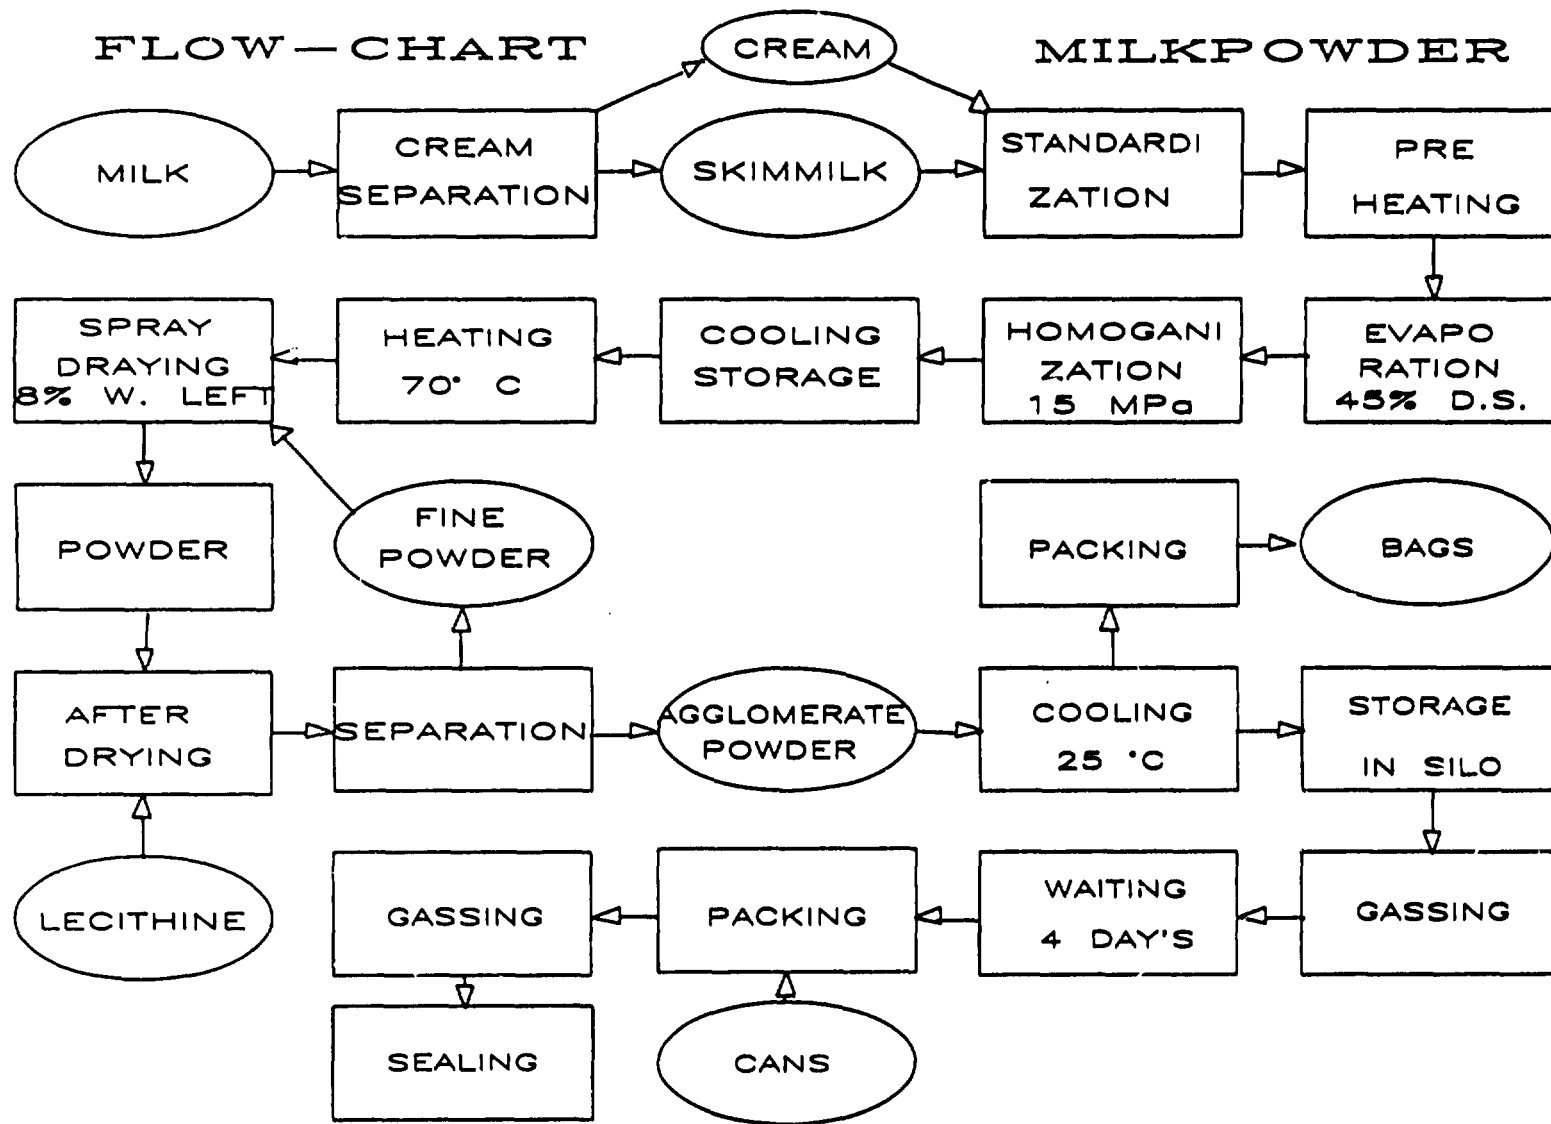 FLOW-CHART
MILKPOWDER
CREAM
MILK
CREAM
SEPARATION
SKIMMILK
STANDARDI
ZATION
PRE
HEATING
SPRAY
DRAYING
8% W. LEFT
HEATING
70° C
COOLING
STORAGE
HOMOGANI
ZATION
15 MPa
EVAPO
RATION
45% D.S.
POWDER
FINE
POWDER
PACKING
BAGS
AFTER
DRYING
SEPARATION
AGGLOMERATE
POWDER
COOLING
25 °C
STORAGE
IN SILO
LECITHINE
GASSING
PACKING
WAITING
4 DAY'S
GASSING
SEALING
CANS